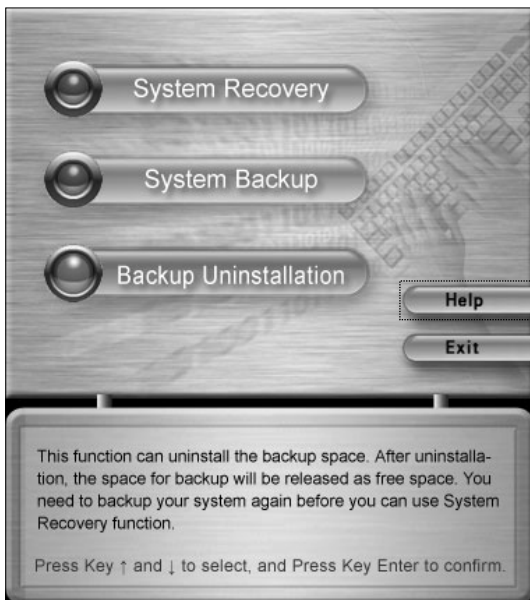 System Recovery
System Backup
Backup Uninstallation
Help
Exit
This function can uninstall the backup space. After uninstalla-
tion, the space for backup will be released as free space. You
need to backup your system again before you can use System
Recovery function.
Press Key ↑ and ↓ to select, and Press Key Enter to confirm.